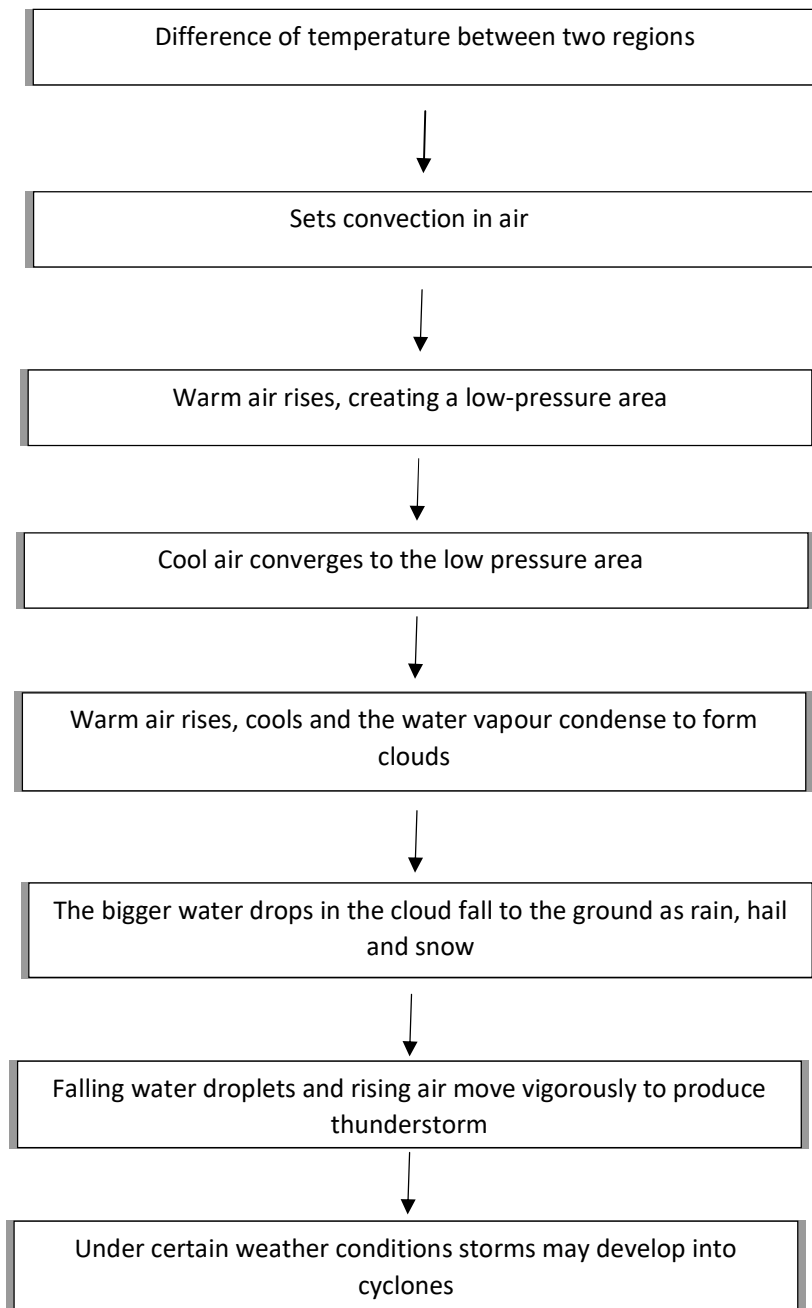 Difference of temperature between two regions
Sets convection in air
Warm air rises, creating a low-pressure area
Cool air converges to the low pressure area
Warm air rises, cools and the water vapour condense to form
clouds
The bigger water drops in the cloud fall to the ground as rain, hail
and snow
Falling water droplets and rising air move vigorously to produce
thunderstorm
Under certain weather conditions storms may develop into
cyclones